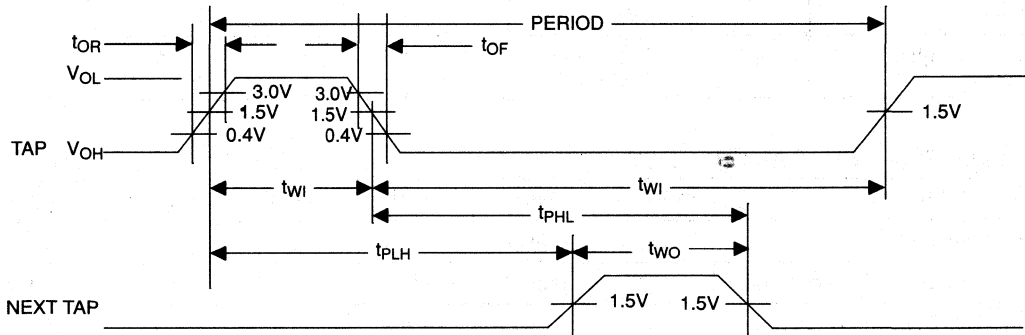 PERIOD
tOR tOF
VOL
3.0V 3.0V
1.5V 1.5V 1.5V
0.4V 0.4V
TAP VOH
tWI tWI
tPHL
tPLH tWO
NEXT TAP 1.5V 1.5V